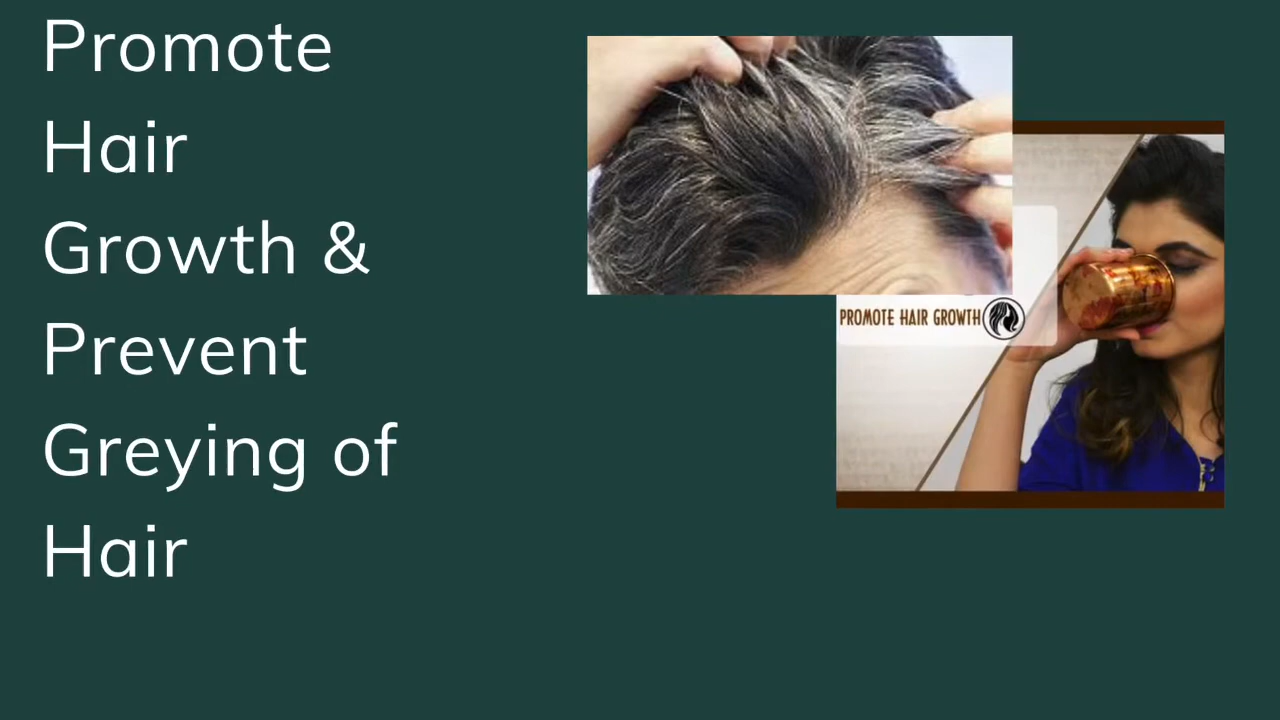 Promote
Hair
Growth &
Prevent
Greying of
Hair
PROMOTE HAIR GROWTH